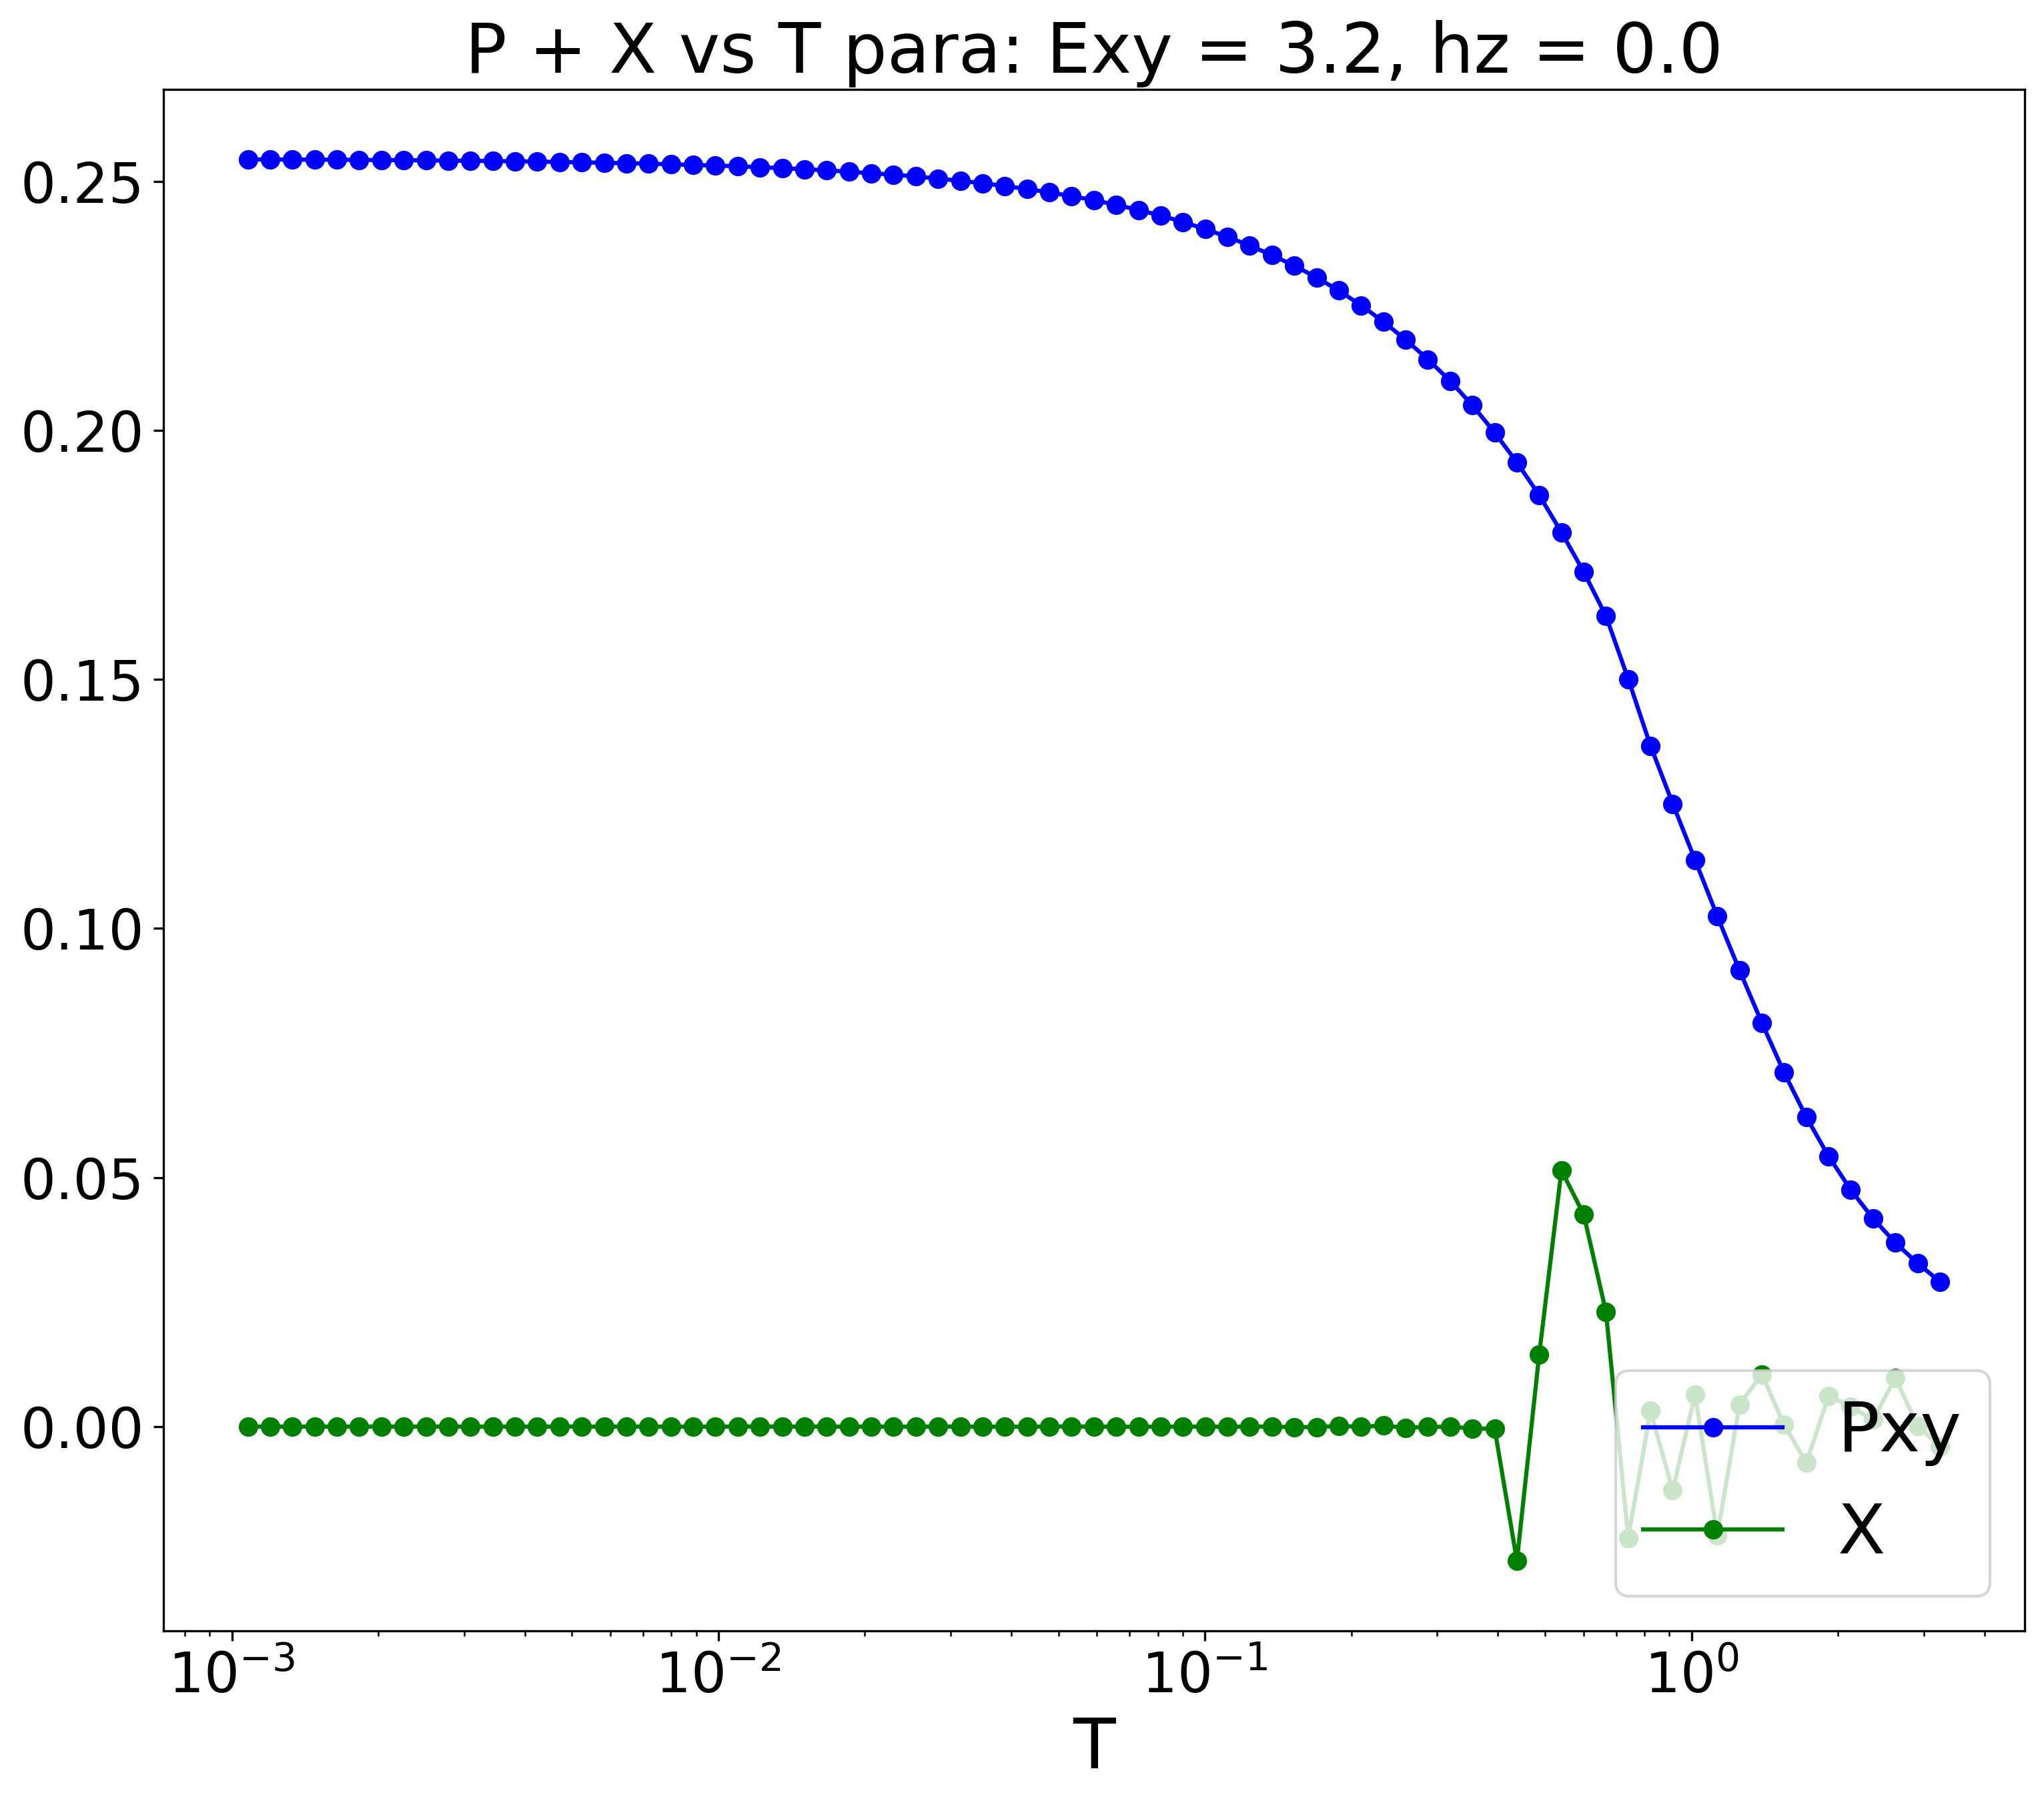 P + X vs T para: Exy = 3.2, hz = 0.0
0.25
0.20
0.15
0.10
0.05
0.00
Pxy
X
10⁻³ 10⁻² 10⁻¹ 10⁰
T